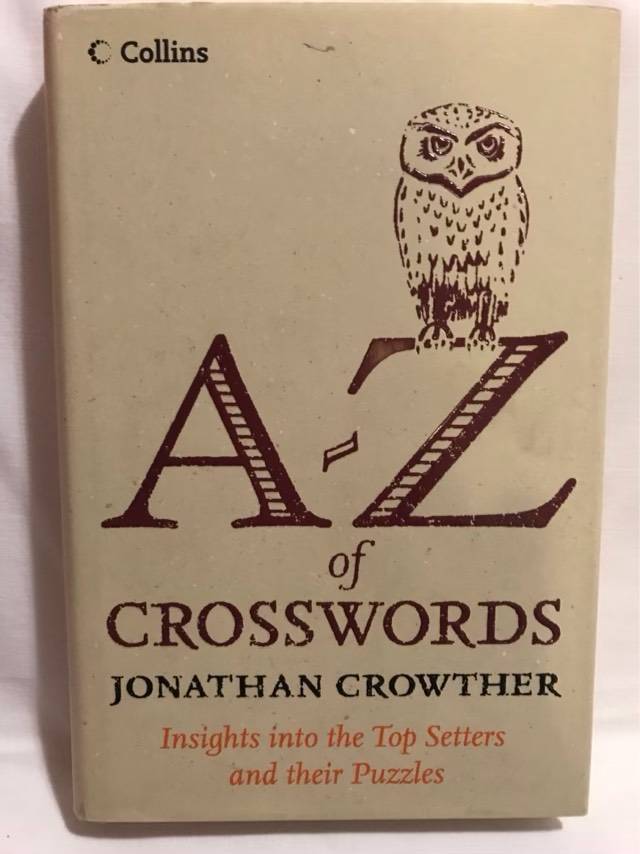 Collins
A-Z
of
CROSSWORDS
JONATHAN CROWTHER
Insights into the Top Setters
and their Puzzles